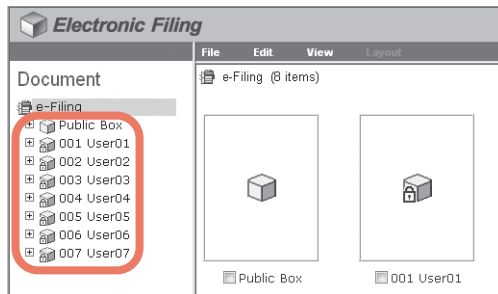 Electronic Filing
File Edit View Layout
Document
e-Filing
Public Box
001 User01
002 User02
003 User03
004 User04
005 User05
006 User06
007 User07
e-Filing (8 items)
Public Box
001 User01